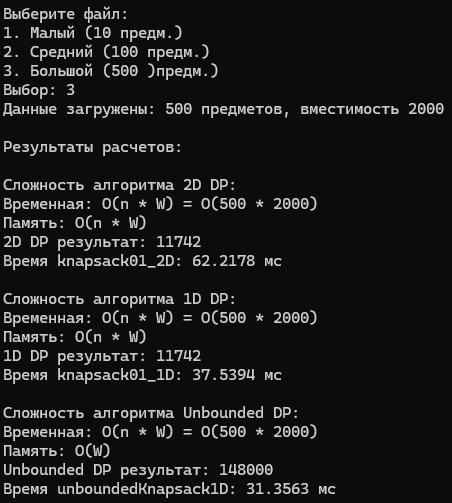 Выберите файл:
1. Малый (10 предм.)
2. Средний (100 предм.)
3. Большой (500 )предм.)
Выбор: 3
Данные загружены: 500 предметов, вместимость 2000
Результаты расчетов:
Сложность алгоритма 2D DP:
Временная: O(n * W) = O(500 * 2000)
Память: O(n * W)
2D DP результат: 11742
Время knapsack01_2D: 62.2178 мс
Сложность алгоритма 1D DP:
Временная: O(n * W) = O(500 * 2000)
Память: O(n * W)
1D DP результат: 11742
Время knapsack01_1D: 37.5394 мс
Сложность алгоритма Unbounded DP:
Временная: O(n * W) = O(500 * 2000)
Память: O(W)
Unbounded DP результат: 148000
Время unboundedKnapsack1D: 31.3563 мс